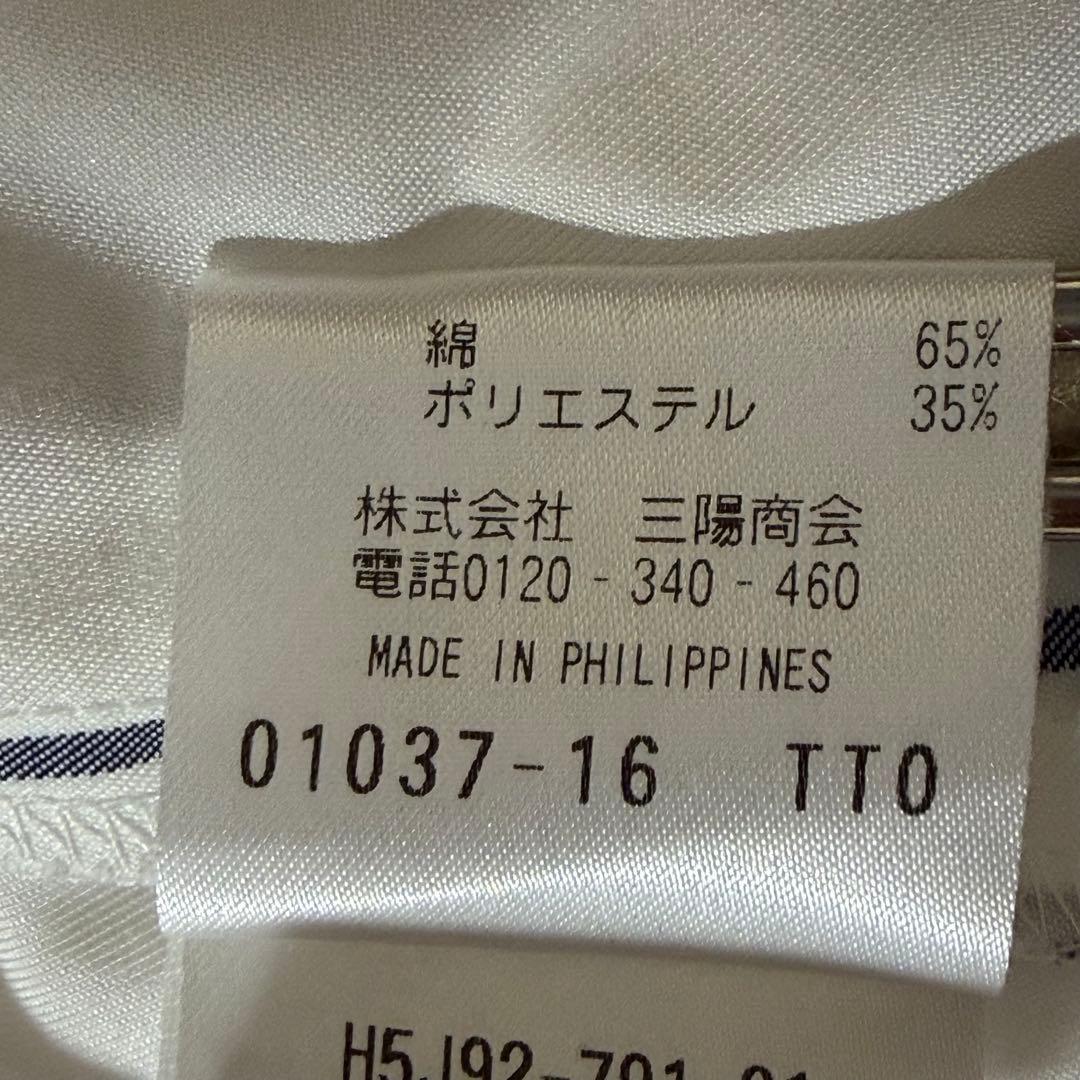 綿 65%
ポリエステル 35%
株式会社 三陽商会
電話0120-340-460
MADE IN PHILIPPINES
01037-16 TTO